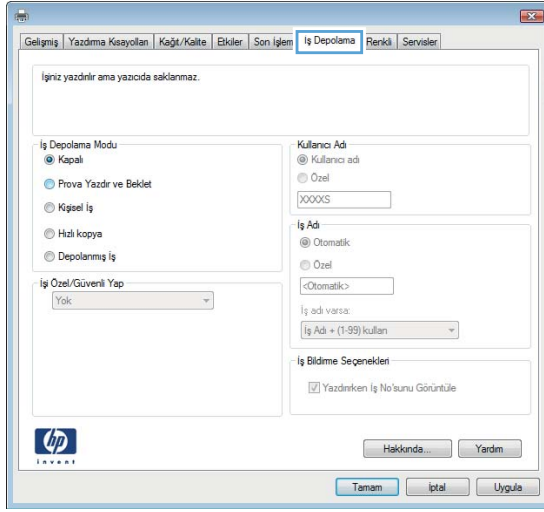 Gelişmiş Yazdırma Kısayolları Kağıt/Kalite Etkiler Son İşlem İş Depolama Renkli Servisler
İşiniz yazdırılır ama yazıcıda saklanmaz.
İş Depolama Modu
Kapalı
Prova Yazdır ve Beklet
Kişisel İş
Hızlı kopya
Depolanmış İş
İşi Özel/Güvenli Yap
Yok
Kullanıcı Adı
Kullanıcı adı
Özel
XXXXS
İş Adı
Otomatik
Özel
<Otomatik>
İş adı varsa:
İş Adı + (1-99) kullan
İş Bildirme Seçenekleri
Yazdırırken İş No'sunu Görüntüle
hp
invent
Hakkında... Yardım
Tamam İptal Uygula